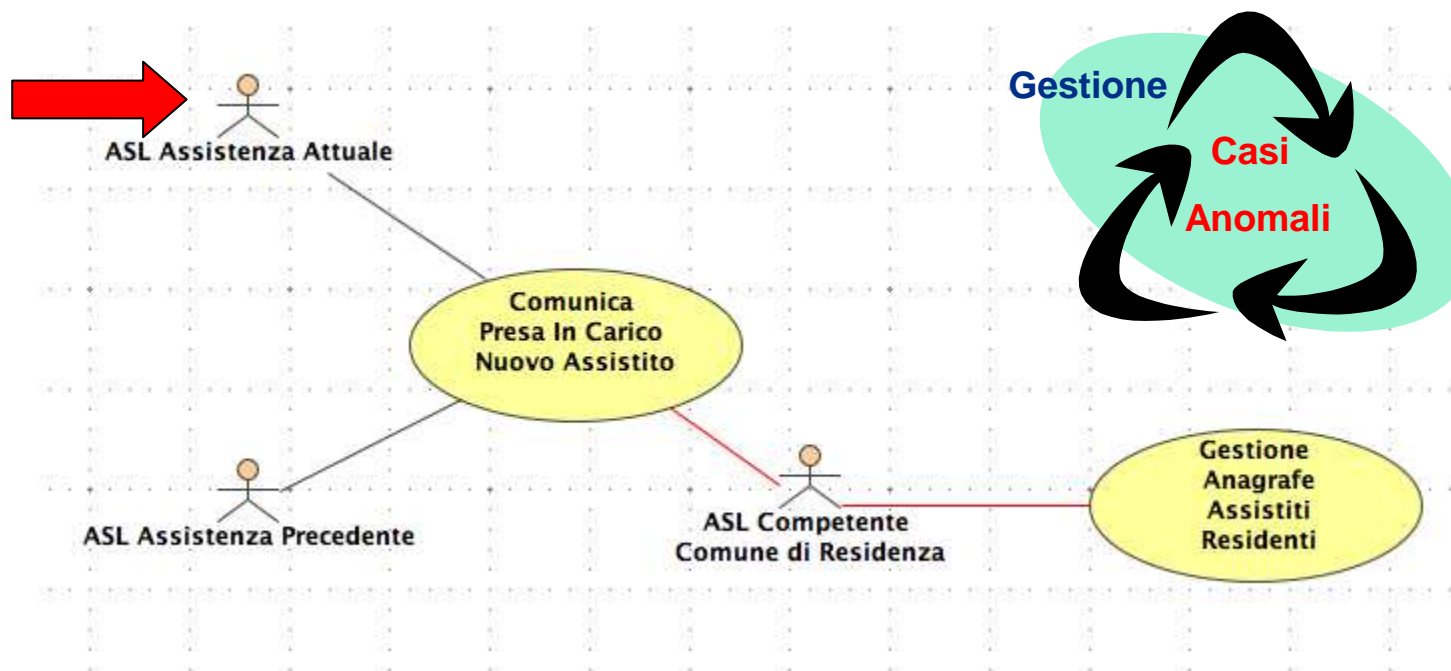 Gestione
Casi
Anomali
ASL Assistenza Attuale
Comunica
Presa In Carico
Nuovo Assistito
ASL Assistenza Precedente
ASL Competente
Comune di Residenza
Gestione
Anagrafe
Assistiti
Residenti